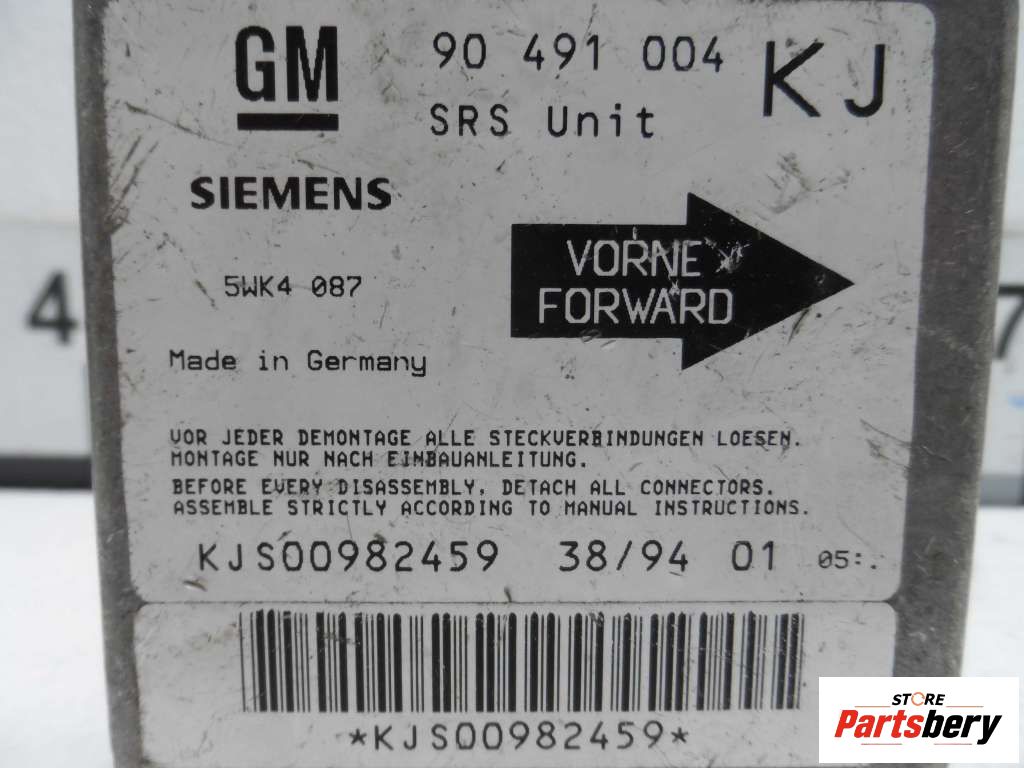 GM
90 491 004 KJ
SRS Unit
SIEMENS
VORNE
FORWARD
5WK4 087
Made in Germany
VOR JEDER DEMONTAGE ALLE STECKVERBINDUNGEN LOESEN.
MONTAGE NUR NACH EINBAUANLEITUNG.
BEFORE EVERY DISASSEMBLY, DETACH ALL CONNECTORS.
ASSEMBLE STRICTLY ACCORDING TO MANUAL INSTRUCTIONS.
KJS00982459 38/94 01
*KJS00982459*
4
7
STORE
Partsbery